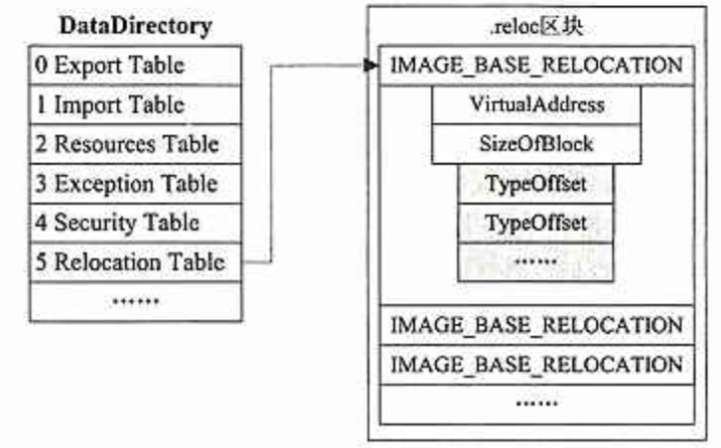 DataDirectory
0 Export Table
1 Import Table
2 Resources Table
3 Exception Table
4 Security Table
5 Relocation Table
……
.reloc区块
IMAGE_BASE_RELOCATION
VirtualAddress
SizeOfBlock
TypeOffset
TypeOffset
……
IMAGE_BASE_RELOCATION
IMAGE_BASE_RELOCATION
……